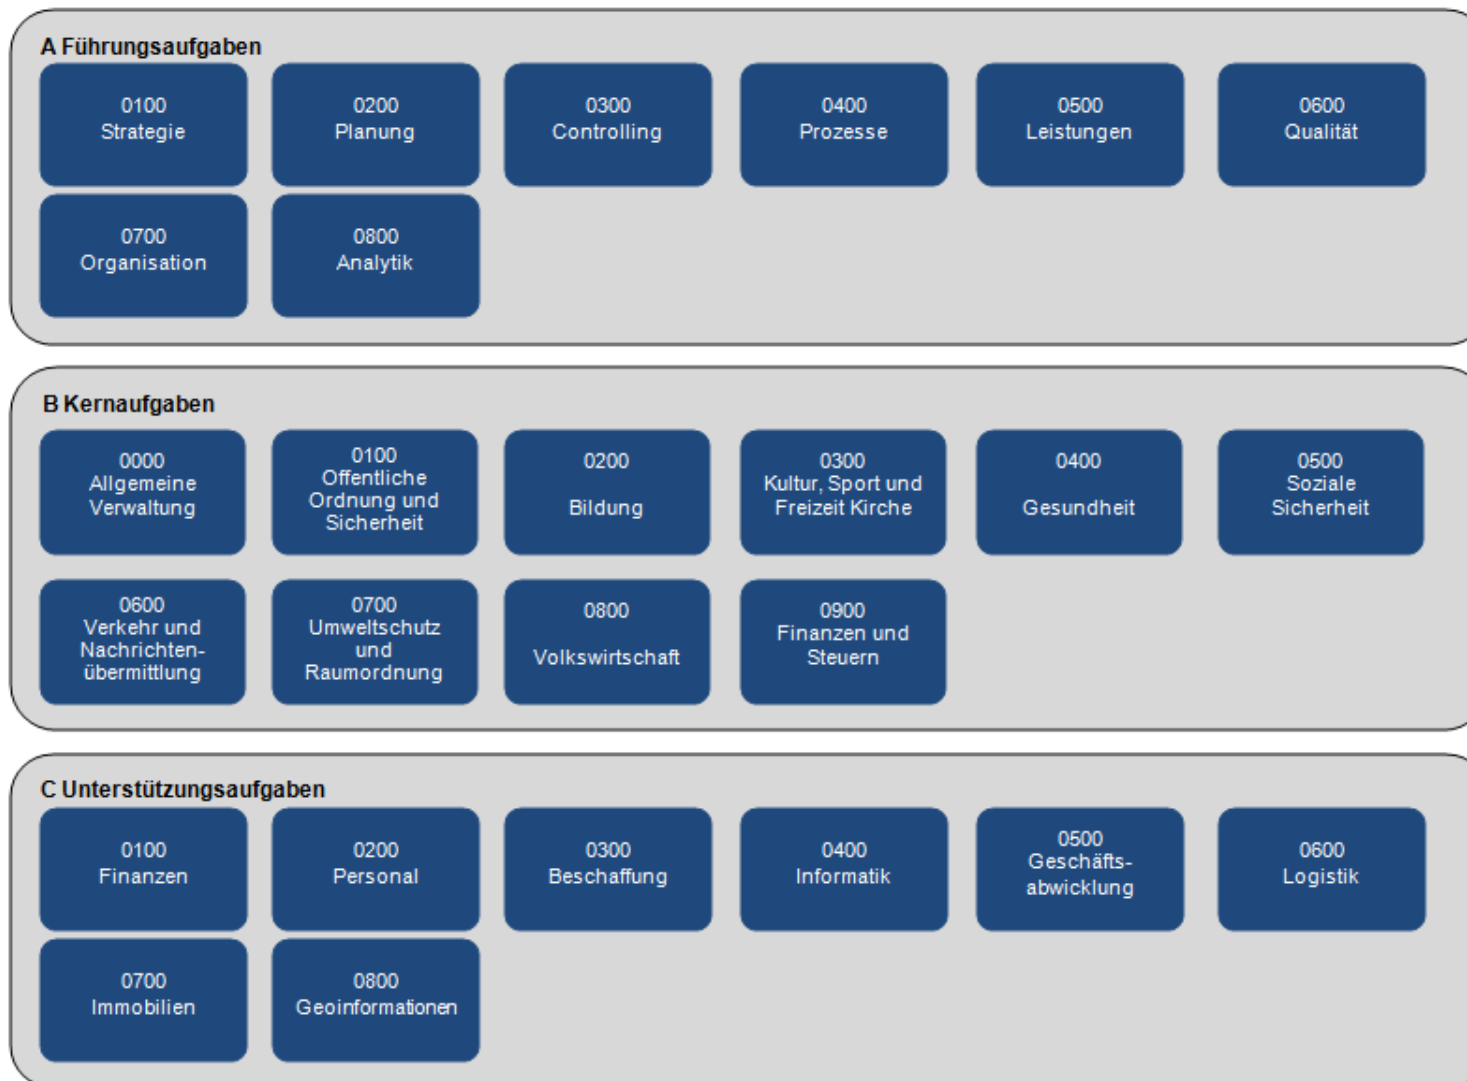 A Führungsaufgaben
0100
Strategie
0200
Planung
0300
Controlling
0400
Prozesse
0500
Leistungen
0600
Qualität
0700
Organisation
0800
Analytik
B Kernaufgaben
0000
Allgemeine
Verwaltung
0100
Offentliche
Ordnung und
Sicherheit
0200
Bildung
0300
Kultur, Sport und
Freizeit Kirche
0400
Gesundheit
0500
Soziale
Sicherheit
0600
Verkehr und
Nachrichten-
übermittlung
0700
Umweltschutz
und
Raumordnung
0800
Volkswirtschaft
0900
Finanzen und
Steuern
C Unterstützungsaufgaben
0100
Finanzen
0200
Personal
0300
Beschaffung
0400
Informatik
0500
Geschäfts-
abwicklung
0600
Logistik
0700
Immobilien
0800
Geoinformationen